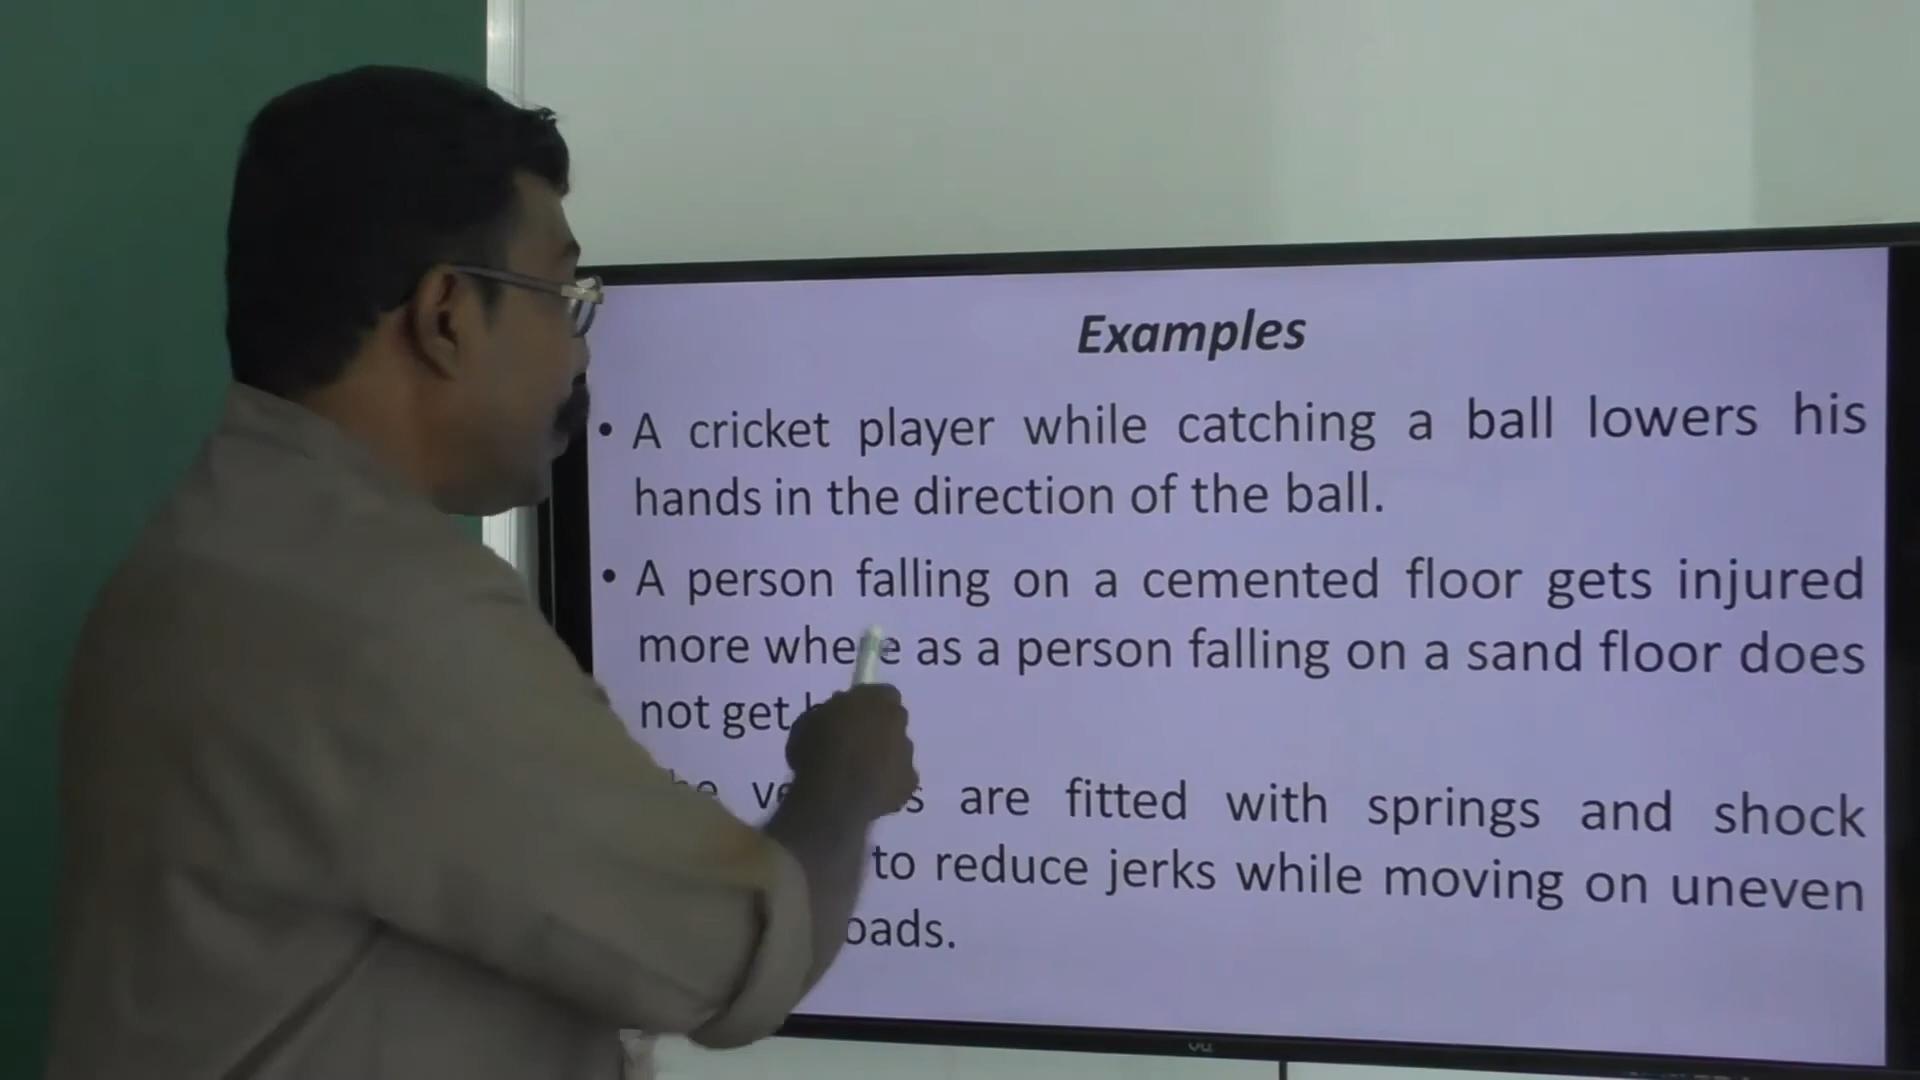 Examples
• A cricket player while catching a ball lowers his
hands in the direction of the ball.
• A person falling on a cemented floor gets injured
more where as a person falling on a sand floor does
not get
are fitted with springs and shock
to reduce jerks while moving on uneven